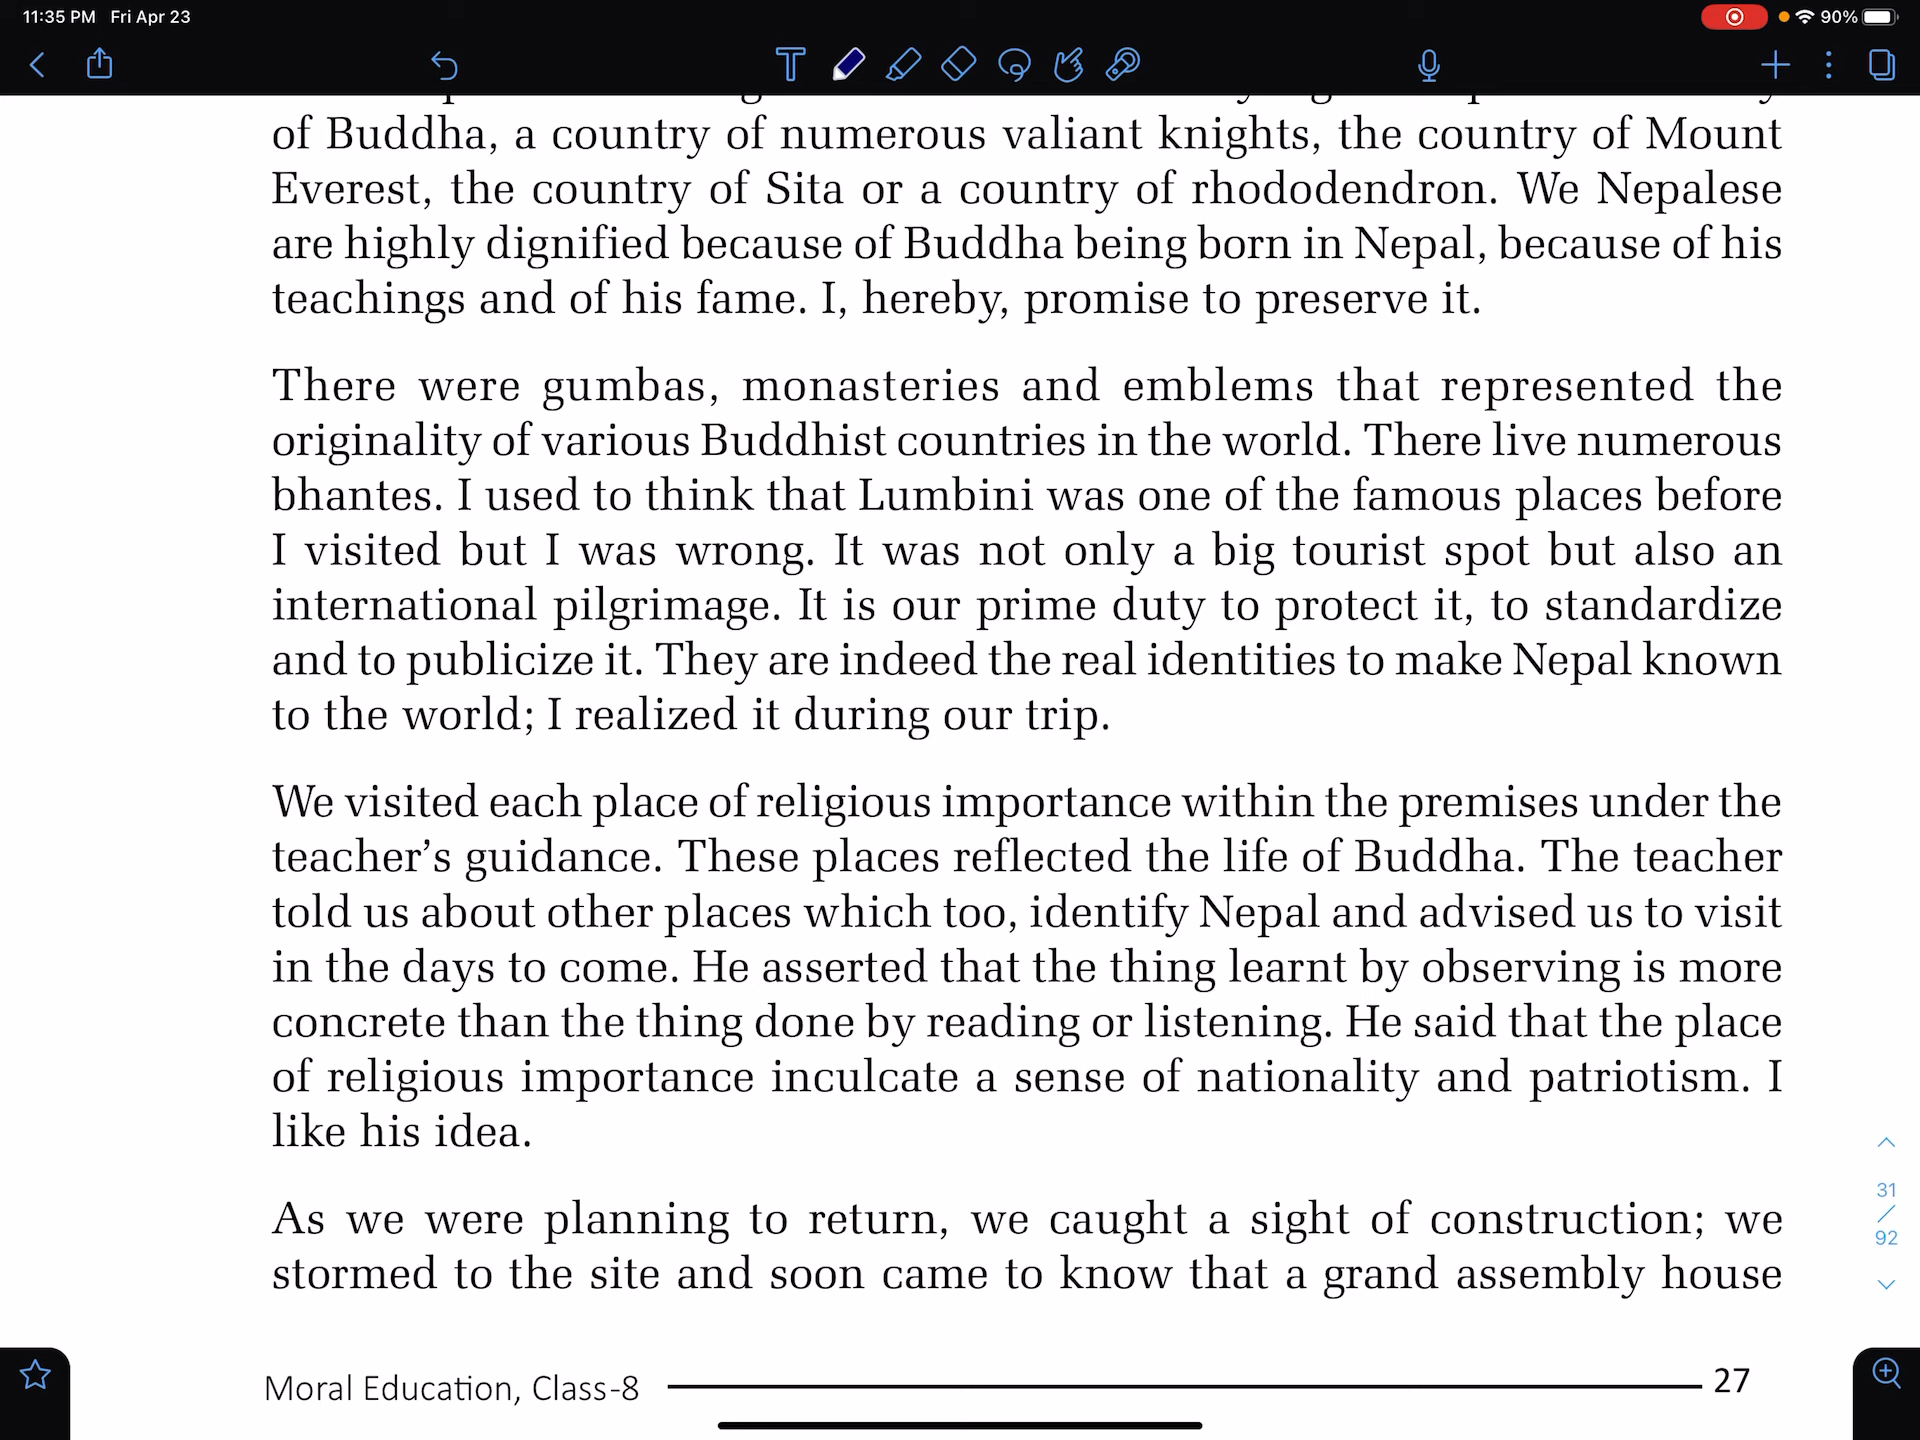 11:35 PM Fri Apr 23
90%
of Buddha, a country of numerous valiant knights, the country of Mount
Everest, the country of Sita or a country of rhododendron. We Nepalese
are highly dignified because of Buddha being born in Nepal, because of his
teachings and of his fame. I, hereby, promise to preserve it.
There were gumbas, monasteries and emblems that represented the
originality of various Buddhist countries in the world. There live numerous
bhantes. I used to think that Lumbini was one of the famous places before
I visited but I was wrong. It was not only a big tourist spot but also an
international pilgrimage. It is our prime duty to protect it, to standardize
and to publicize it. They are indeed the real identities to make Nepal known
to the world; I realized it during our trip.
We visited each place of religious importance within the premises under the
teacher’s guidance. These places reflected the life of Buddha. The teacher
told us about other places which too, identify Nepal and advised us to visit
in the days to come. He asserted that the thing learnt by observing is more
concrete than the thing done by reading or listening. He said that the place
of religious importance inculcate a sense of nationality and patriotism. I
like his idea.
As we were planning to return, we caught a sight of construction; we
stormed to the site and soon came to know that a grand assembly house
31
/
92
Moral Education, Class-8 27